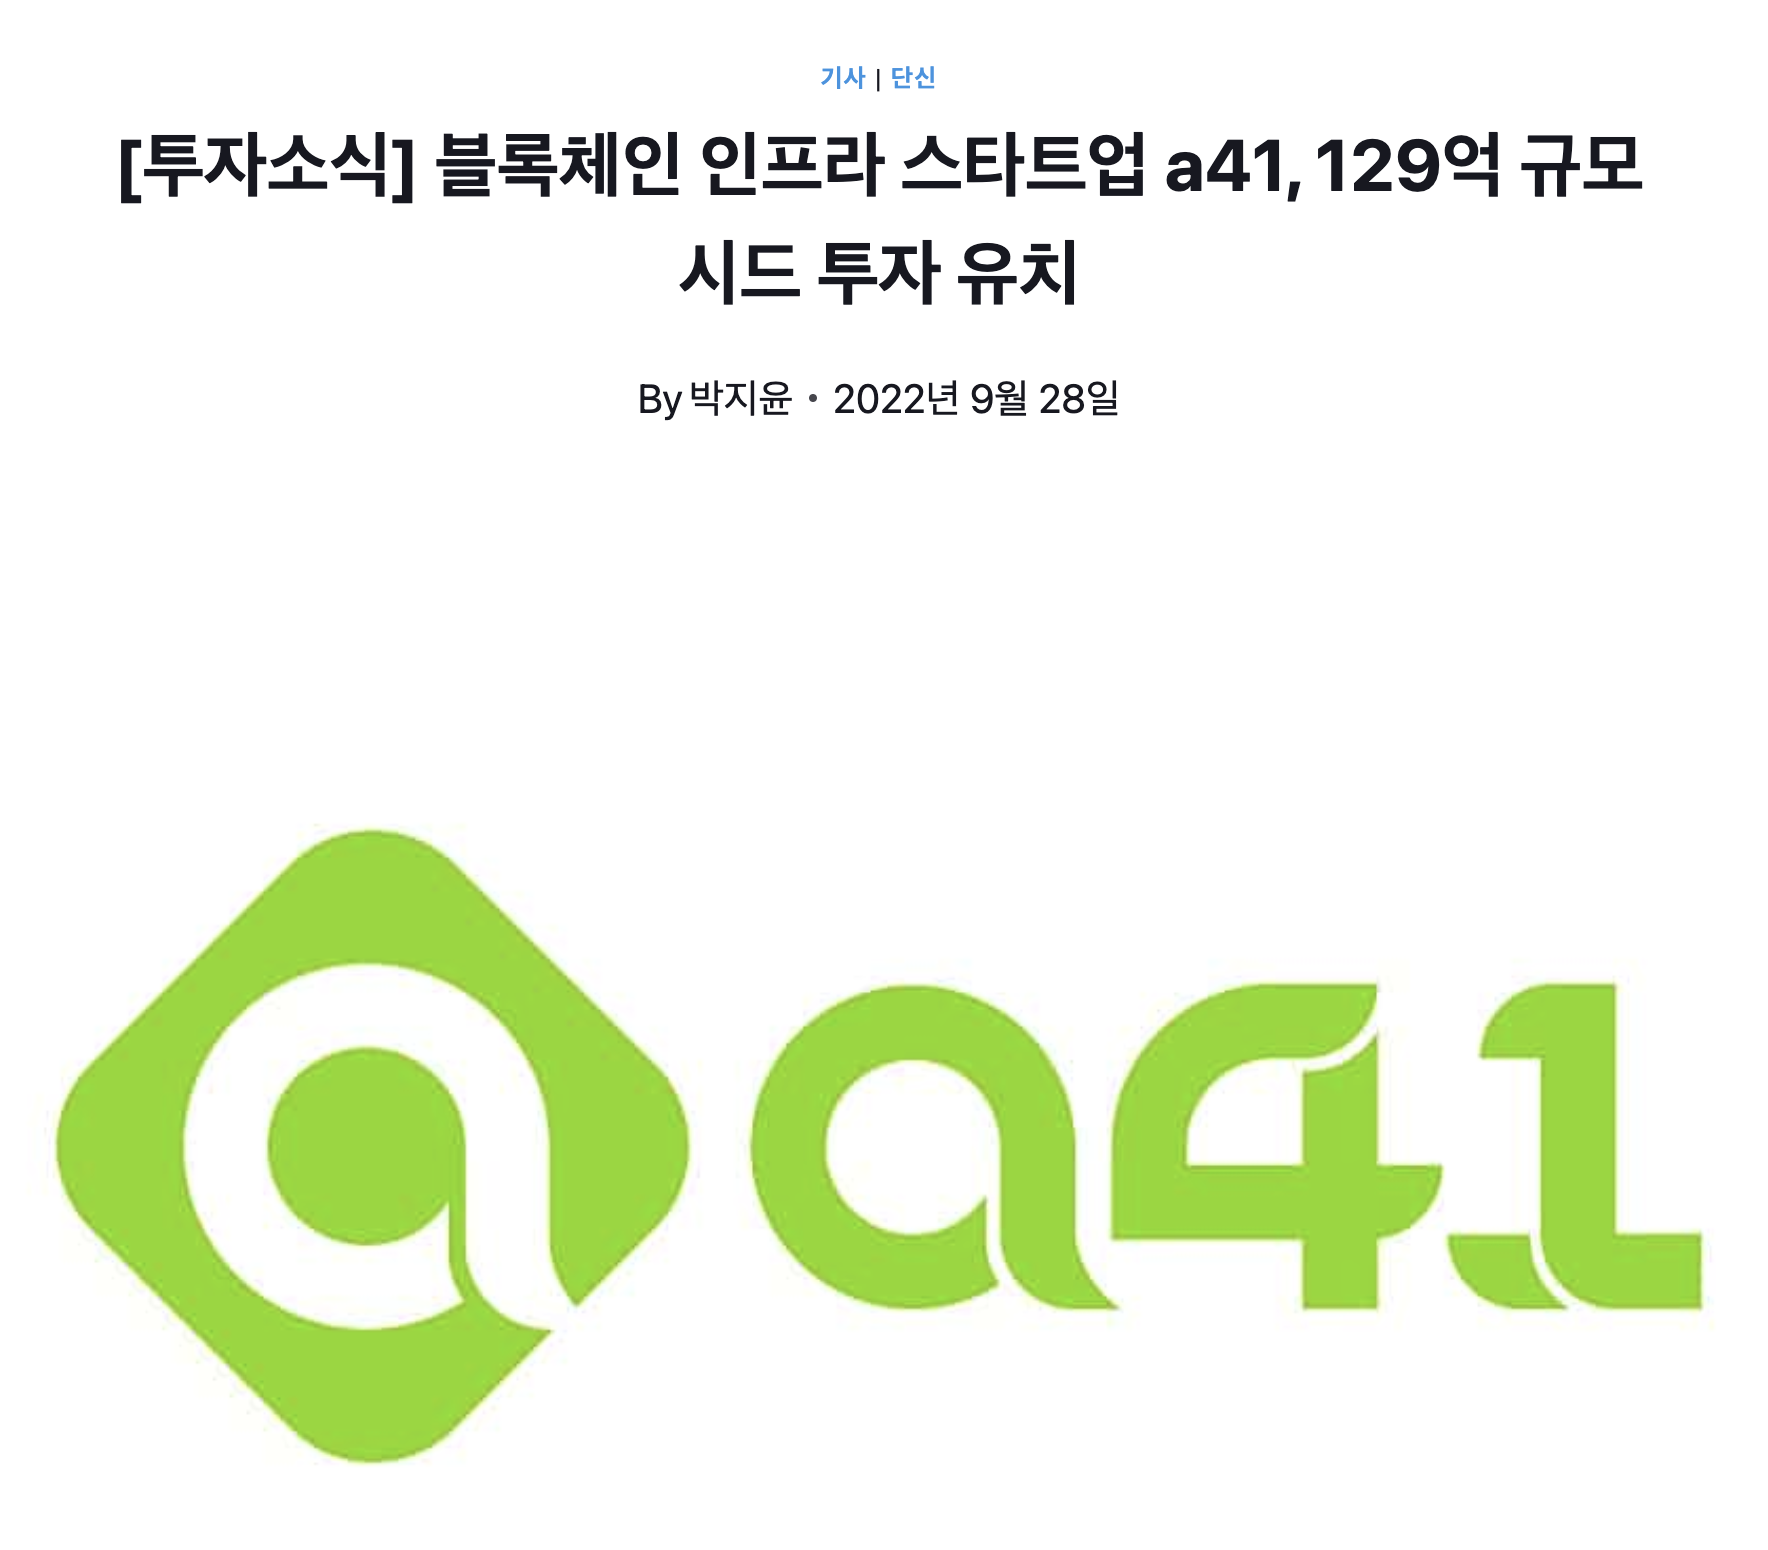 기사 | 단신
[투자소식] 블록체인 인프라 스타트업 a41, 129억 규모
시드 투자 유치
By 박지윤 • 2022년 9월 28일
a a41